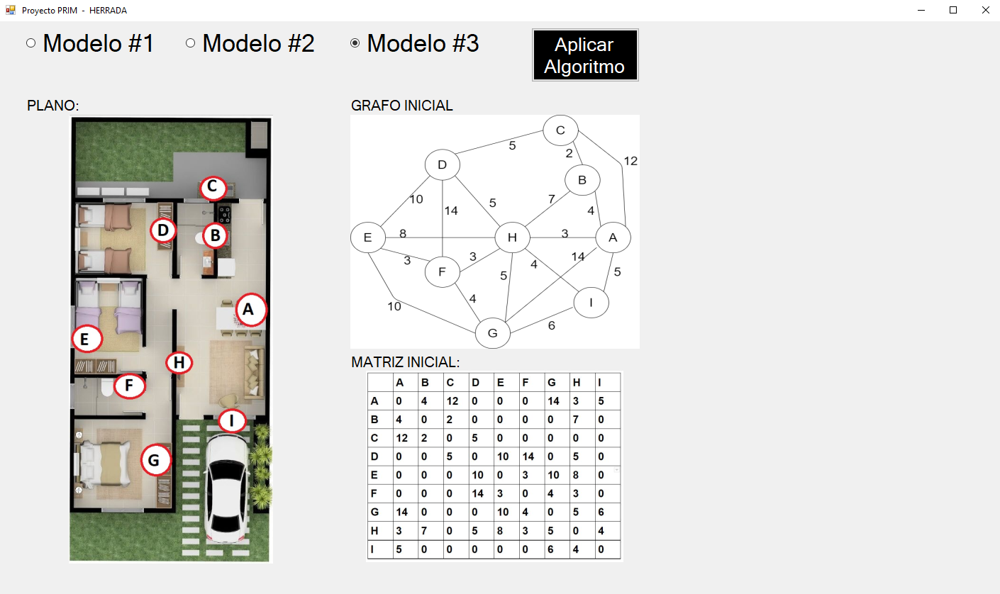 Proyecto PRIM - HERRADA
Modelo #1
Modelo #2
Modelo #3
Aplicar
Algoritmo
PLANO:
C
D
B
A
E
H
F
I
G
GRAFO INICIAL
C
5
2
12
D
B
10
14
5
7
4
E
8
H
3
A
3
3
14
F
5
4
5
4
10
I
G
6
MATRIZ INICIAL:
A B C D E F G H I
A 0 4 12 0 0 0 14 3 5
B 4 0 2 0 0 0 0 7 0
C 12 2 0 5 0 0 0 0 0
D 0 0 5 0 10 14 0 5 0
E 0 0 0 10 0 3 10 8 0
F 0 0 0 14 3 0 4 3 0
G 14 0 0 0 10 4 0 5 6
H 3 7 0 5 8 3 5 0 4
I 5 0 0 0 0 0 6 4 0